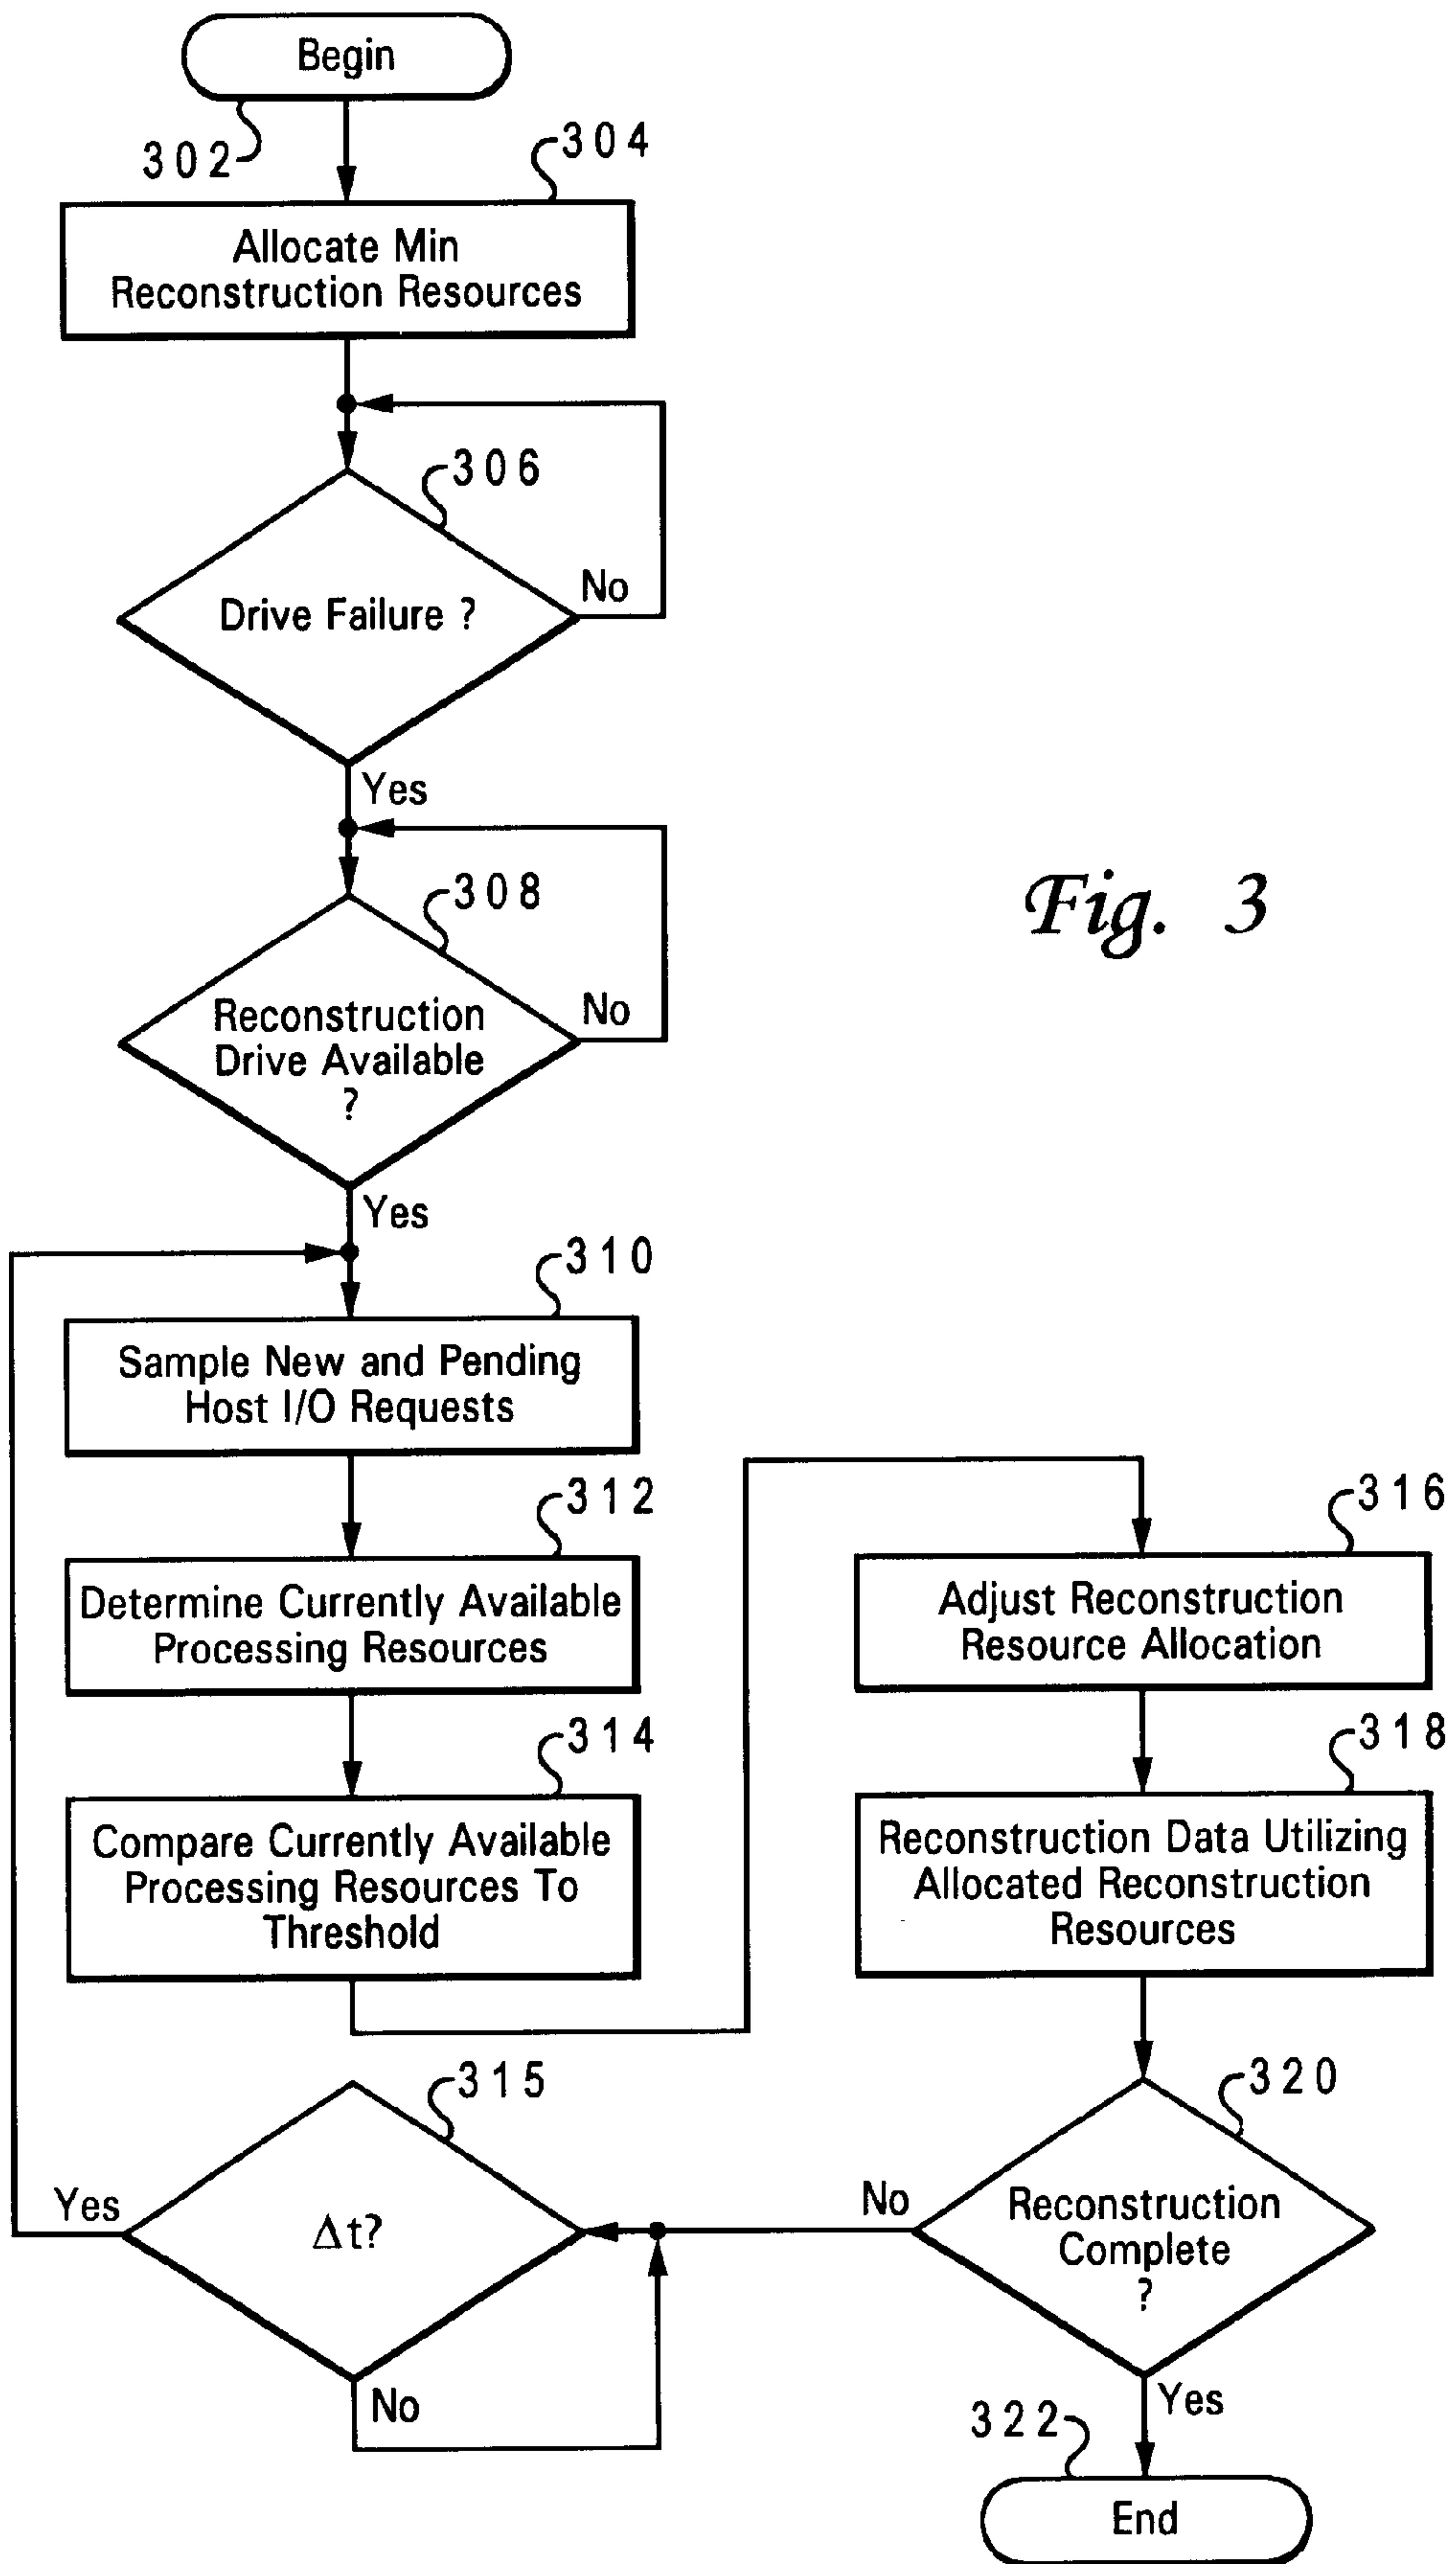 Begin
302
304
Allocate Min
Reconstruction Resources
306
Drive Failure ?
No
Yes
308
Reconstruction
Drive Available
?
No
Yes
Fig. 3
310
Sample New and Pending
Host I/O Requests
312
Determine Currently Available
Processing Resources
314
Compare Currently Available
Processing Resources To
Threshold
316
Adjust Reconstruction
Resource Allocation
318
Reconstruction Data Utilizing
Allocated Reconstruction
Resources
320
Reconstruction
Complete
?
No
Yes
315
Δt?
Yes
No
322
End